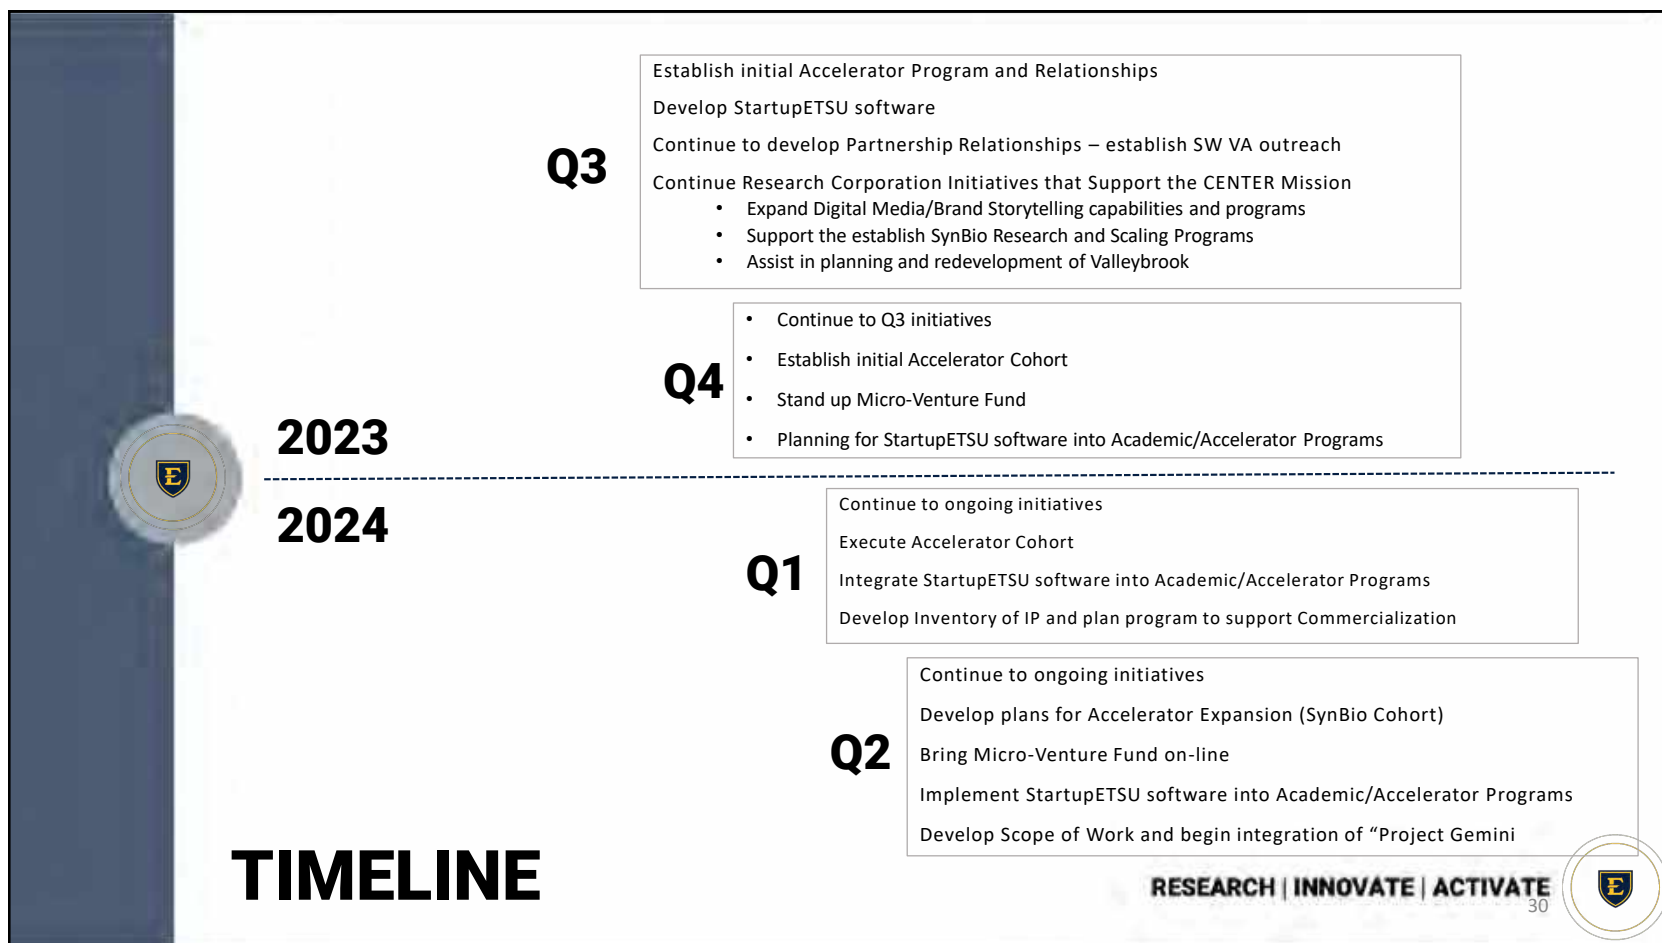 Q3
Establish initial Accelerator Program and Relationships
Develop StartupETSU software
Continue to develop Partnership Relationships – establish SW VA outreach
Continue Research Corporation Initiatives that Support the CENTER Mission
• Expand Digital Media/Brand Storytelling capabilities and programs
• Support the establish SynBio Research and Scaling Programs
• Assist in planning and redevelopment of Valleybrook
Q4
• Continue to Q3 initiatives
• Establish initial Accelerator Cohort
• Stand up Micro-Venture Fund
• Planning for StartupETSU software into Academic/Accelerator Programs
2023
E
2024
Q1
Continue to ongoing initiatives
Execute Accelerator Cohort
Integrate StartupETSU software into Academic/Accelerator Programs
Develop Inventory of IP and plan program to support Commercialization
Q2
Continue to ongoing initiatives
Develop plans for Accelerator Expansion (SynBio Cohort)
Bring Micro-Venture Fund on-line
Implement StartupETSU software into Academic/Accelerator Programs
Develop Scope of Work and begin integration of “Project Gemini
TIMELINE
RESEARCH | INNOVATE | ACTIVATE
30
E